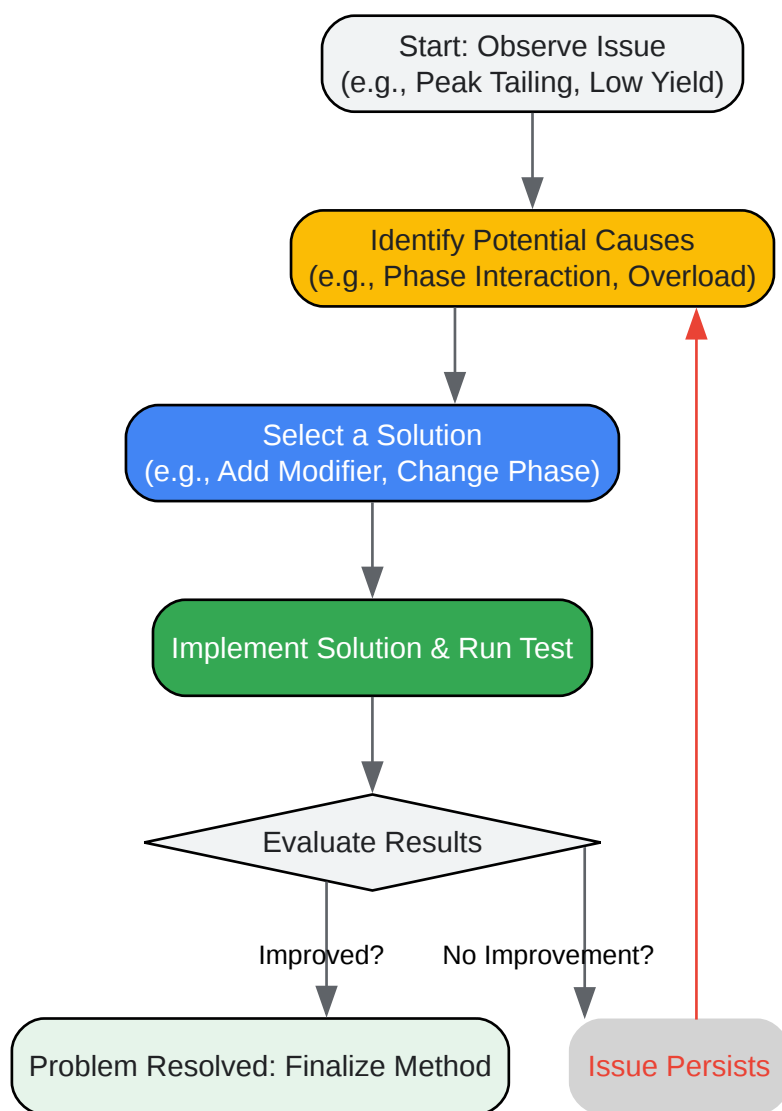 Start: Observe Issue
(e.g., Peak Tailing, Low Yield)
Identify Potential Causes
(e.g., Phase Interaction, Overload)
Select a Solution
(e.g., Add Modifier, Change Phase)
Implement Solution & Run Test
Evaluate Results
Improved?
No Improvement?
Problem Resolved: Finalize Method
Issue Persists